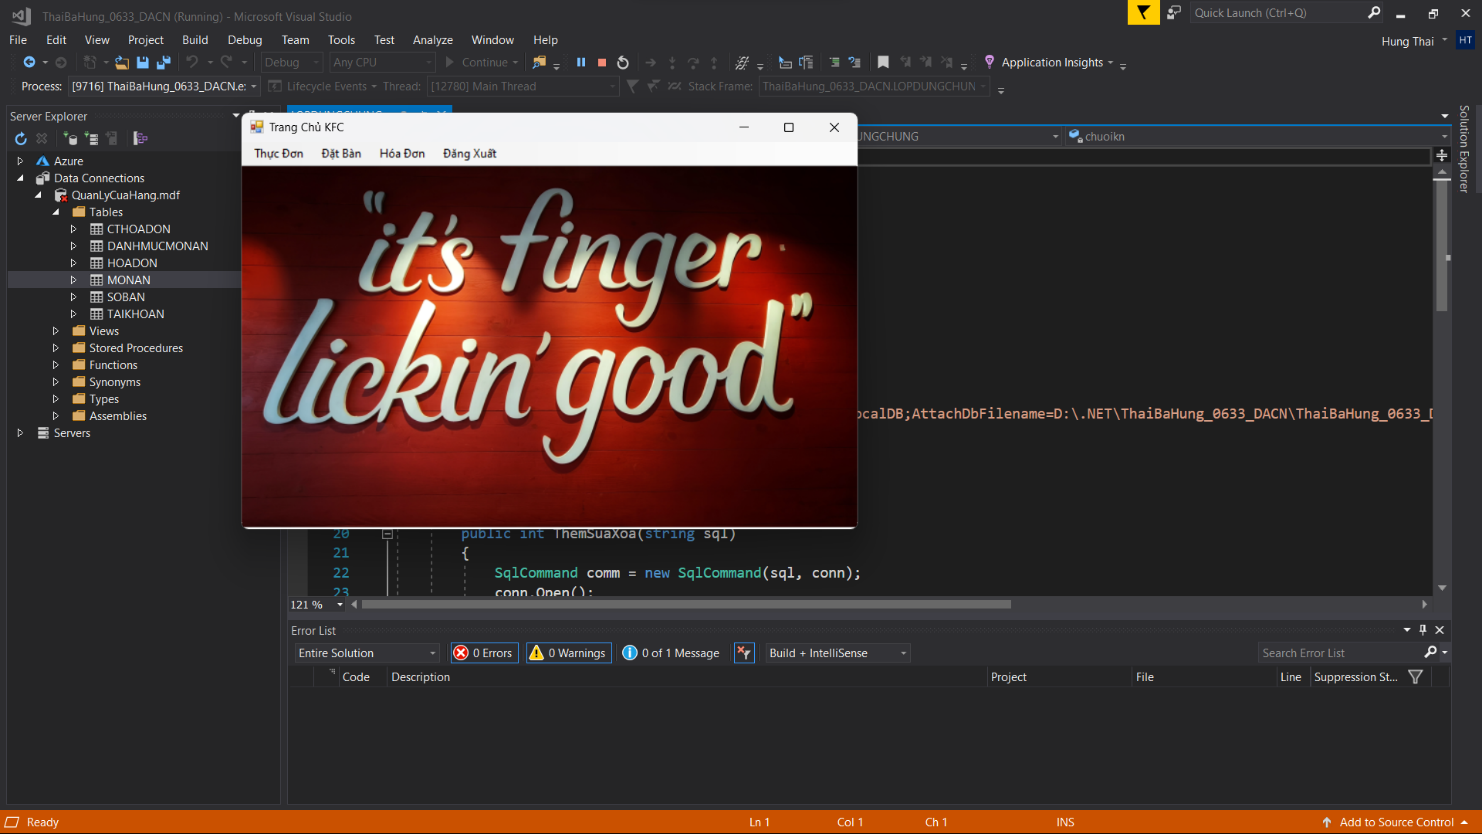 ThaiBaHung_0633_DACN (Running) - Microsoft Visual Studio
Quick Launch (Ctrl+Q)
File Edit View Project Build Debug Team Tools Test Analyze Window Help
Hung Thai HT
Debug Any CPU Continue Application Insights
Process: [9716] ThaiBaHung_0633_DACN.e: Lifecycle Events Thread: [12780] Main Thread Stack Frame: ThaiBaHung_0633_DACN.LOPDUNGCHUN
Server Explorer
Azure
Data Connections
QuanLyCuaHang.mdf
Tables
CTHOADON
DANHMUCMONAN
HOADON
MONAN
SOBAN
TAIKHOAN
Views
Stored Procedures
Functions
Synonyms
Types
Assemblies
Servers
Trang Chủ KFC
Thực Đơn Đặt Bàn Hóa Đơn Đăng Xuất
"it's finger
lickin' good"
UNGCHUNG chuoikn
Solution Explorer
ocalDB;AttachDbFilename=D:\.NET\ThaiBaHung_0633_DACN\ThaiBaHung_0633_D
20 public int ThemSuaXoa(string sql)
21 {
22 SqlCommand comm = new SqlCommand(sql, conn);
23 conn.Open();
121 %
Error List
Entire Solution 0 Errors 0 Warnings 0 of 1 Message Build + IntelliSense Search Error List
Code Description Project File Line Suppression St...
Ready Ln 1 Col 1 Ch 1 INS Add to Source Control